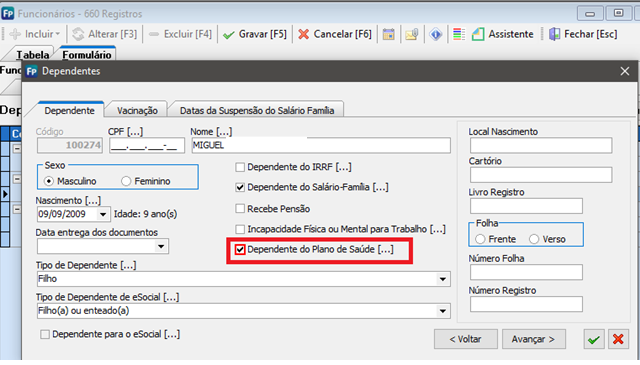 Fp Funcionários - 660 Registros
Incluir Alterar [F3] Excluir [F4] Gravar [F5] Cancelar [F6] Assistente Fechar [Esc]
Tabela Formulário
Fp Dependentes
Dependente Vacinação Datas da Suspensão do Salário Família
Código CPF [...] Nome [...]
100274 ___.___.___-__ MIGUEL
Sexo
Masculino Feminino
Nascimento [...]
09/09/2009 Idade: 9 ano(s)
Data entrega dos documentos
Dependente do IRRF [...]
Dependente do Salário-Família [...]
Recebe Pensão
Incapacidade Física ou Mental para Trabalho [...]
Dependente do Plano de Saúde [...]
Tipo de Dependente [...]
Filho
Tipo de Dependente de eSocial [...]
Filho(a) ou enteado(a)
Dependente para o eSocial [...]
Local Nascimento
Cartório
Livro Registro
Folha
Frente Verso
Número Folha
Número Registro
< Voltar Avançar >